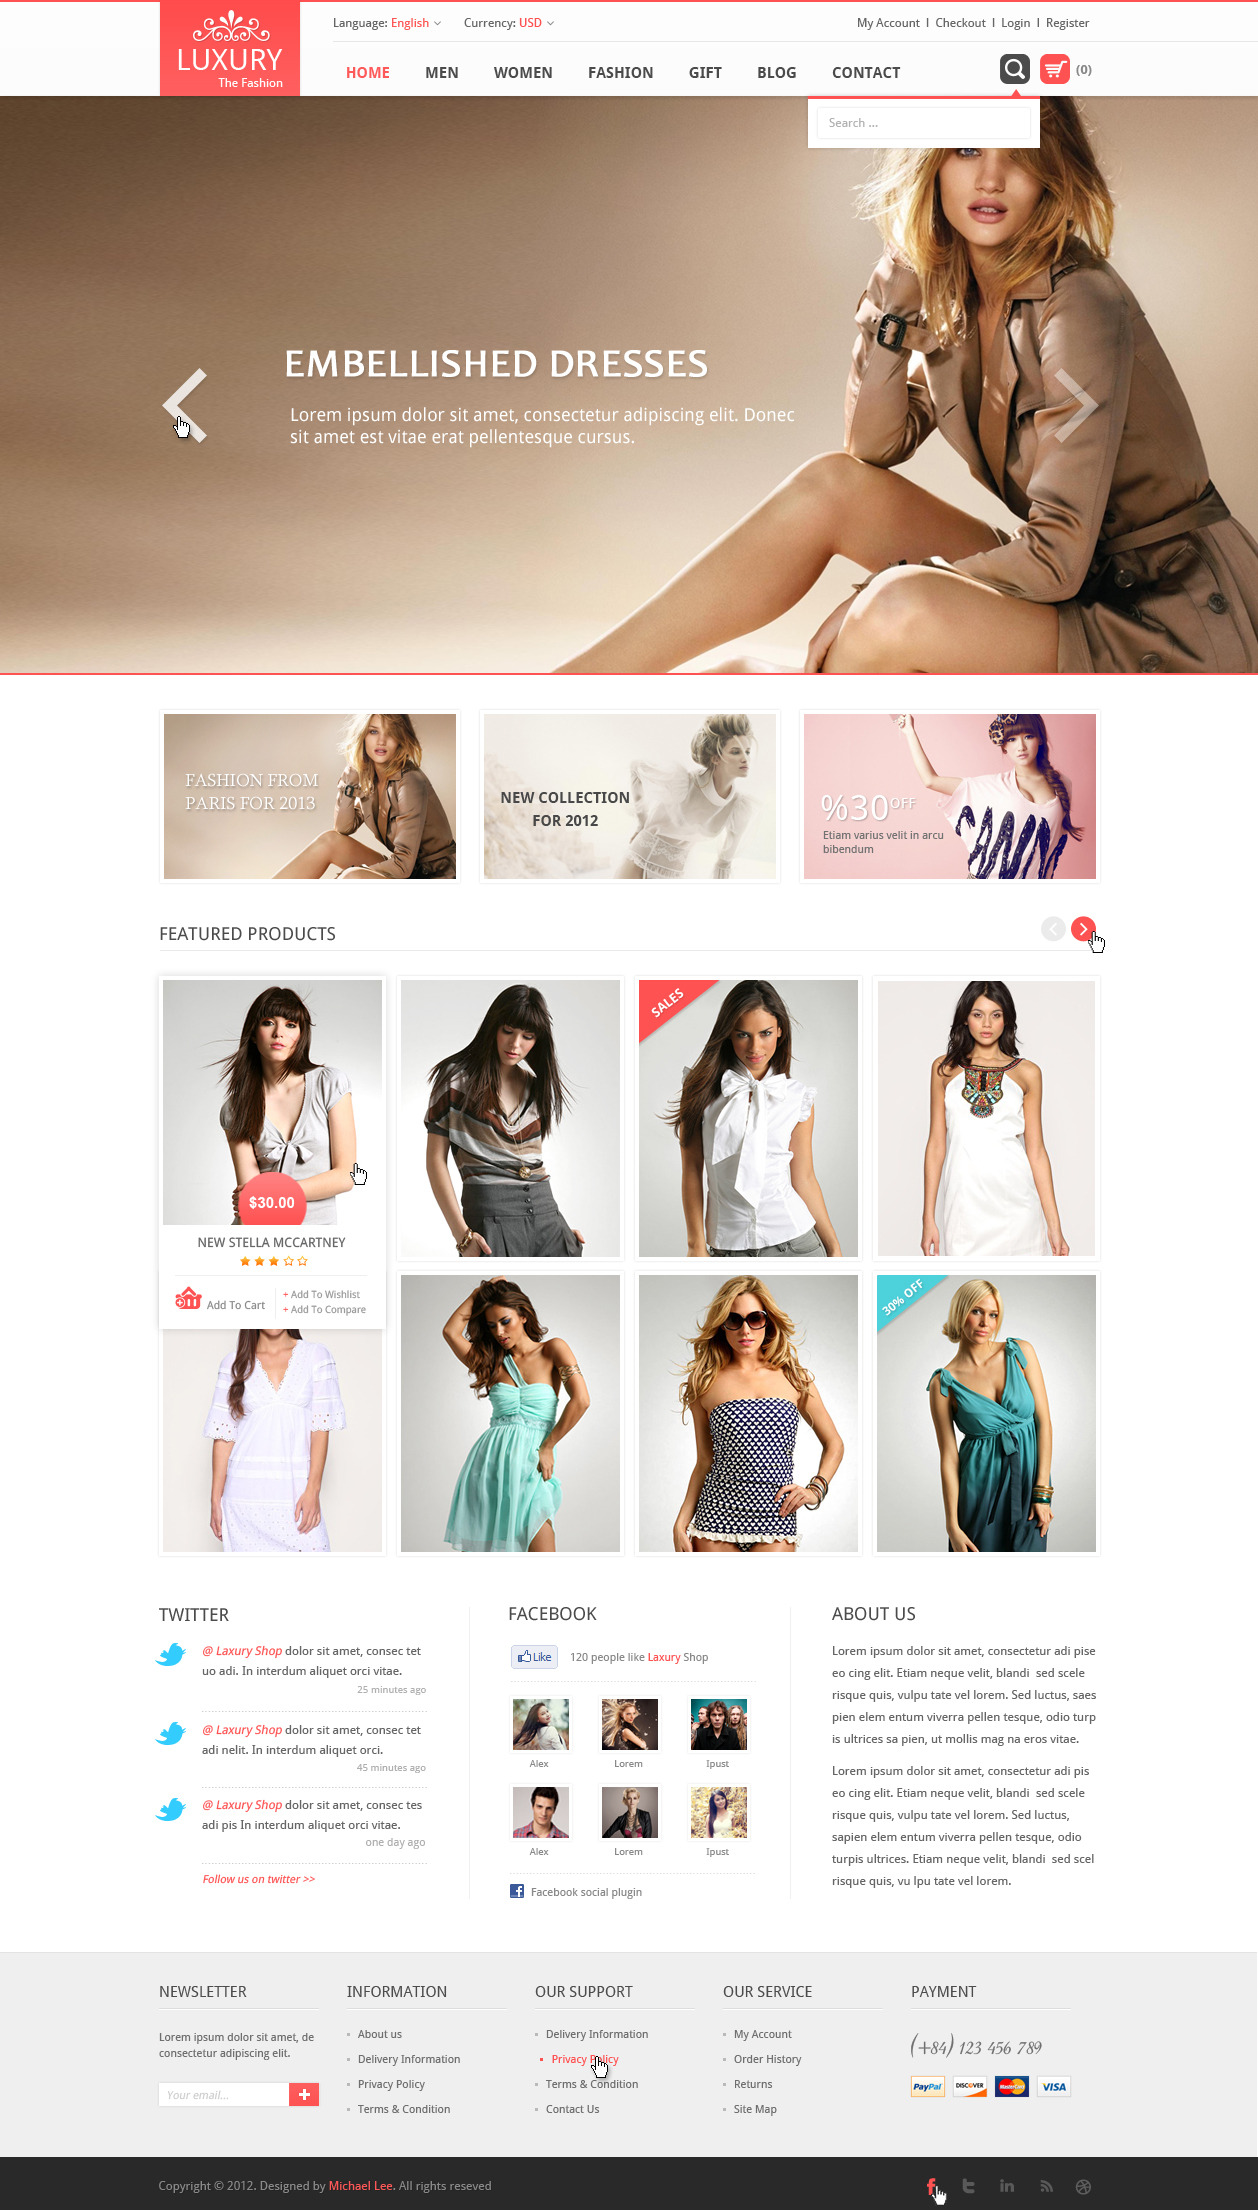 Language: English
Currency: USD
My Account | Checkout | Login | Register
LUXURY
The Fashion
HOME MEN WOMEN FASHION GIFT BLOG CONTACT
(0)
Search ...
EMBELLISHED DRESSES
Lorem ipsum dolor sit amet, consectetur adipiscing elit. Donec
sit amet est vitae erat pellentesque cursus.
FASHION FROM
PARIS FOR 2013
NEW COLLECTION
FOR 2012
%30OFF
Etiam varius velit in arcu
bibendum
FEATURED PRODUCTS
SALES
$30.00
NEW STELLA MCCARTNEY
Add To Cart
+ Add To Wishlist
+ Add To Compare
30% OFF
TWITTER
@ Laxury Shop dolor sit amet, consec tet
uo adi. In interdum aliquet orci vitae.
25 minutes ago
@ Laxury Shop dolor sit amet, consec tet
adi nelit. In interdum aliquet orci.
45 minutes ago
@ Laxury Shop dolor sit amet, consec tes
adi pis In interdum aliquet orci vitae.
one day ago
Follow us on twitter >>
FACEBOOK
Like
120 people like Laxury Shop
Alex Lorem Ipust
Alex Lorem Ipust
Facebook social plugin
ABOUT US
Lorem ipsum dolor sit amet, consectetur adi pise
eo cing elit. Etiam neque velit, blandi sed scele
risque quis, vulpu tate vel lorem. Sed luctus, saes
pien elem entum viverra pellen tesque, odio turp
is ultrices sa pien, ut mollis mag na eros vitae.
Lorem ipsum dolor sit amet, consectetur adi pis
eo cing elit. Etiam neque velit, blandi sed scele
risque quis, vulpu tate vel lorem. Sed luctus,
sapien elem entum viverra pellen tesque, odio
turpis ultrices. Etiam neque velit, blandi sed scel
risque quis, vu lpu tate vel lorem.
NEWSLETTER
Lorem ipsum dolor sit amet, de
consectetur adipiscing elit.
Your email...
INFORMATION
About us
Delivery Information
Privacy Policy
Terms & Condition
OUR SUPPORT
Delivery Information
Privacy Policy
Terms & Condition
Contact Us
OUR SERVICE
My Account
Order History
Returns
Site Map
PAYMENT
(+84) 123 456 789
PayPal DISCOVER MasterCard VISA
Copyright © 2012. Designed by Michael Lee. All rights reseved